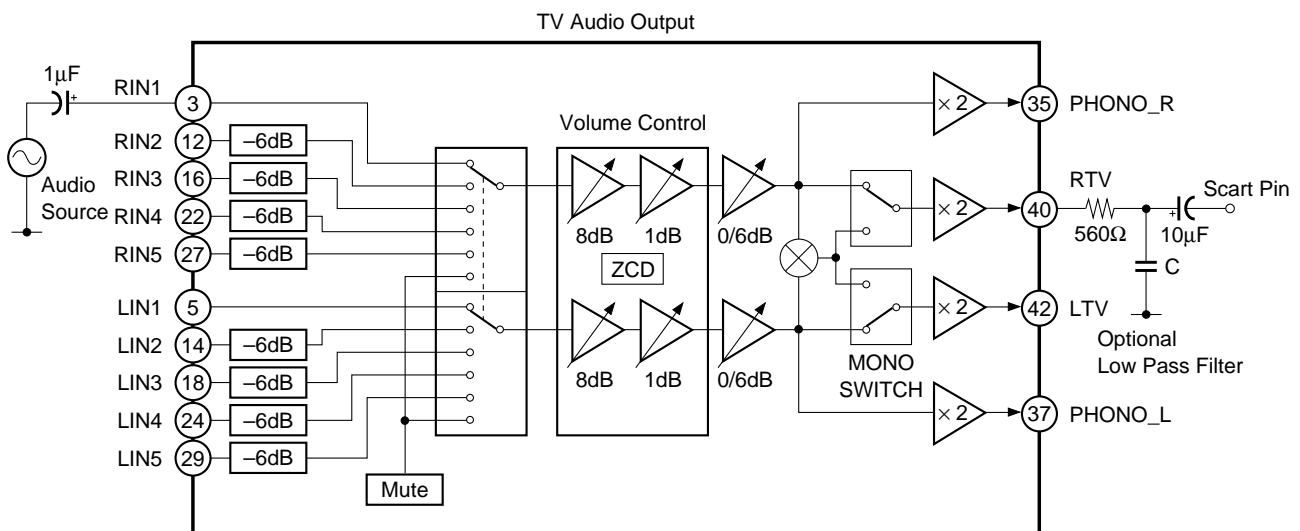 TV Audio Output
1µF
+
RIN1
3
RIN2
12
–6dB
RIN3
16
–6dB
RIN4
22
–6dB
RIN5
27
–6dB
Audio
Source
LIN1
5
LIN2
14
–6dB
LIN3
18
–6dB
LIN4
24
–6dB
LIN5
29
–6dB
Mute
Volume Control
8dB
1dB
0/6dB
ZCD
8dB
1dB
0/6dB
MONO
SWITCH
× 2
35
PHONO_R
× 2
40
RTV
560Ω
+
10µF
Scart Pin
C
× 2
42
LTV
Optional
Low Pass Filter
× 2
37
PHONO_L